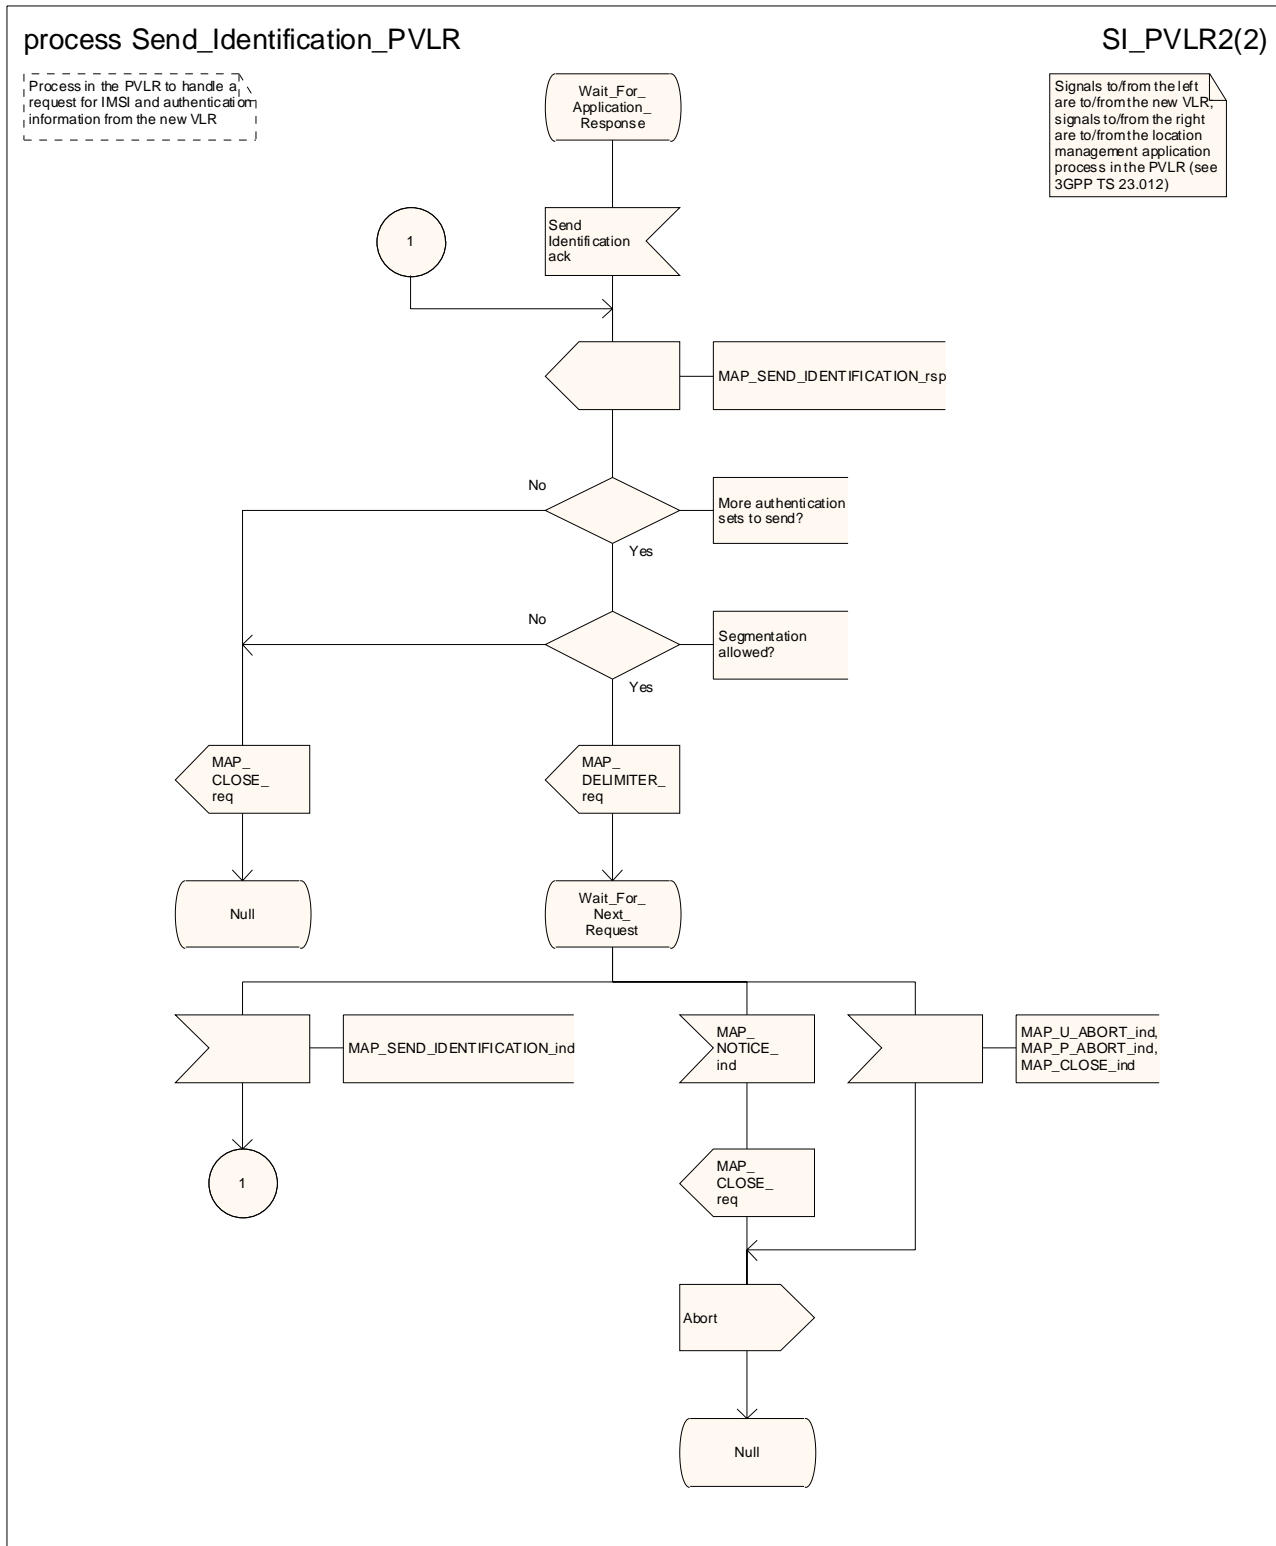 process Send_Identification_PVLR
SI_PVLR2(2)
Process in the PVLR to handle a
request for IMSI and authentication
information from the new VLR
Wait_For_
Application_
Response
Signals to/from the left
are to/from the new VLR;
signals to/from the right
are to/from the location
management application
process in the PVLR (see
3GPP TS 23.012)
1
Send
Identification
ack
MAP_SEND_IDENTIFICATION_rsp
No
More authentication
sets to send?
Yes
No
Segmentation
allowed?
Yes
MAP_
CLOSE_
req
MAP_
DELIMITER_
req
Null
Wait_For_
Next_
Request
MAP_SEND_IDENTIFICATION_ind
MAP_
NOTICE_
ind
MAP_U_ABORT_ind,
MAP_P_ABORT_ind,
MAP_CLOSE_ind
1
MAP_
CLOSE_
req
Abort
Null